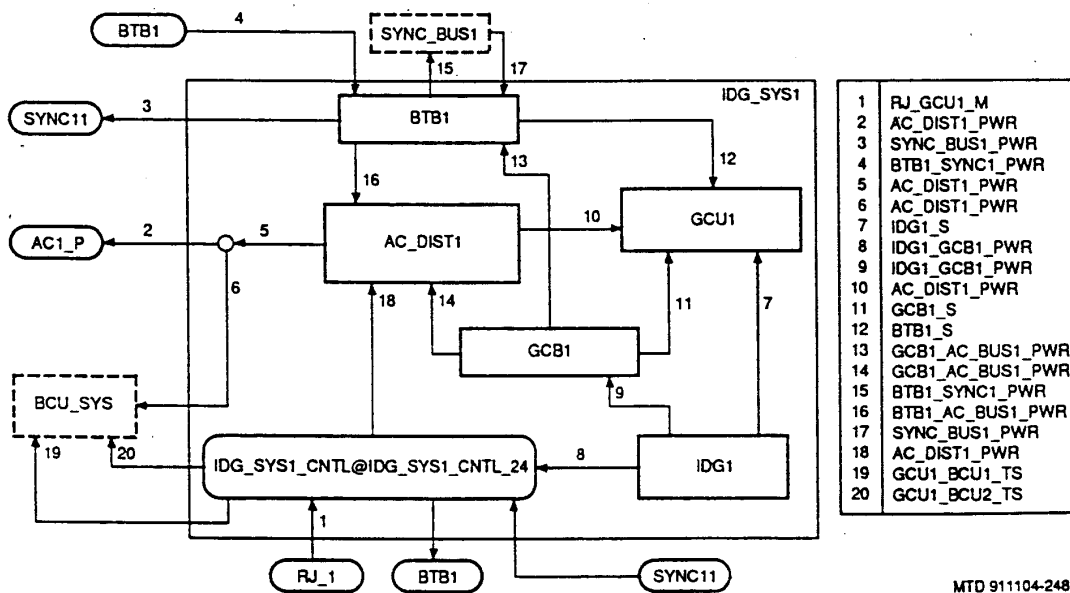 BTB1
4
SYNC_BUS1
15
17
IDG_SYS1
SYNC11
3
BTB1
13
12
16
AC_DIST1
10
GCU1
AC1_P
2
5
6
18
14
11
7
GCB1
9
BCU_SYS
19
20
IDG_SYS1_CNTL@IDG_SYS1_CNTL_24
8
IDG1
1
RJ_1
BTB1
SYNC11
1 RJ_GCU1_M
2 AC_DIST1_PWR
3 SYNC_BUS1_PWR
4 BTB1_SYNC1_PWR
5 AC_DIST1_PWR
6 AC_DIST1_PWR
7 IDG1_S
8 IDG1_GCB1_PWR
9 IDG1_GCB1_PWR
10 AC_DIST1_PWR
11 GCB1_S
12 BTB1_S
13 GCB1_AC_BUS1_PWR
14 GCB1_AC_BUS1_PWR
15 BTB1_SYNC1_PWR
16 BTB1_AC_BUS1_PWR
17 SYNC_BUS1_PWR
18 AC_DIST1_PWR
19 GCU1_BCU1_TS
20 GCU1_BCU2_TS
MTD 911104-248